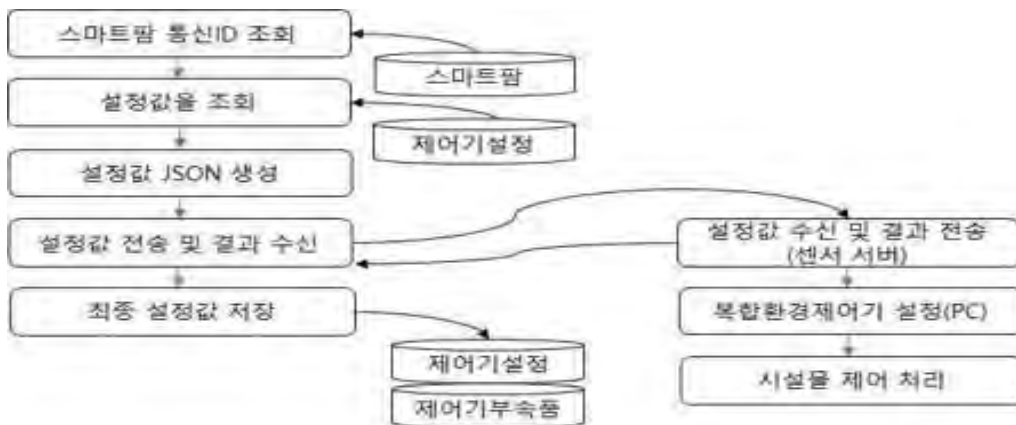 스마트팜 통신ID 조회
스마트팜
설정값을 조회
제어기설정
설정값 JSON 생성
설정값 전송 및 결과 수신
설정값 수신 및 결과 전송
(센서 서버)
최종 설정값 저장
복합환경제어기 설정(PC)
제어기설정
시설물 제어 처리
제어기부속품